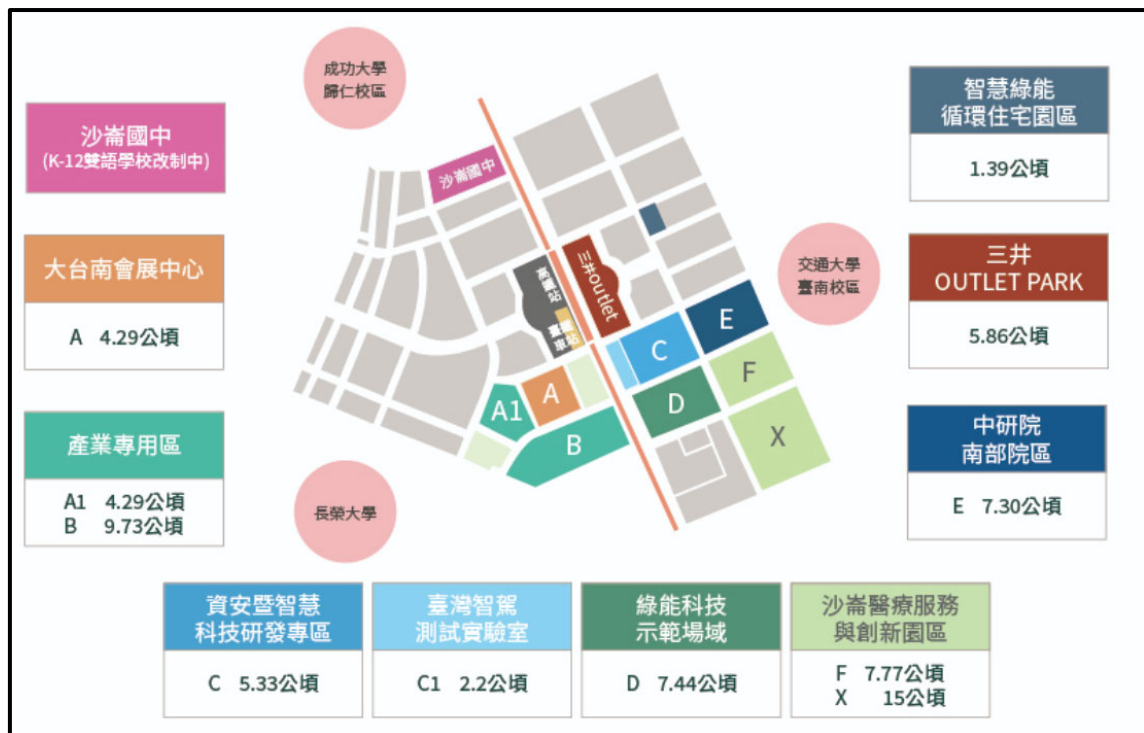 成功大學
歸仁校區
沙崙國中
(K-12雙語學校改制中)
大台南會展中心
A 4.29公頃
產業專用區
A1 4.29公頃
B 9.73公頃
長榮大學
沙崙國中
高鐵站
臺鐵
車站
三井outlet
A1
A
B
C
D
E
F
X
交通大學
臺南校區
智慧綠能
循環住宅園區
1.39公頃
三井
OUTLET PARK
5.86公頃
中研院
南部院區
E 7.30公頃
資安暨智慧
科技研發專區
C 5.33公頃
臺灣智駕
測試實驗室
C1 2.2公頃
綠能科技
示範場域
D 7.44公頃
沙崙醫療服務
與創新園區
F 7.77公頃
X 15公頃